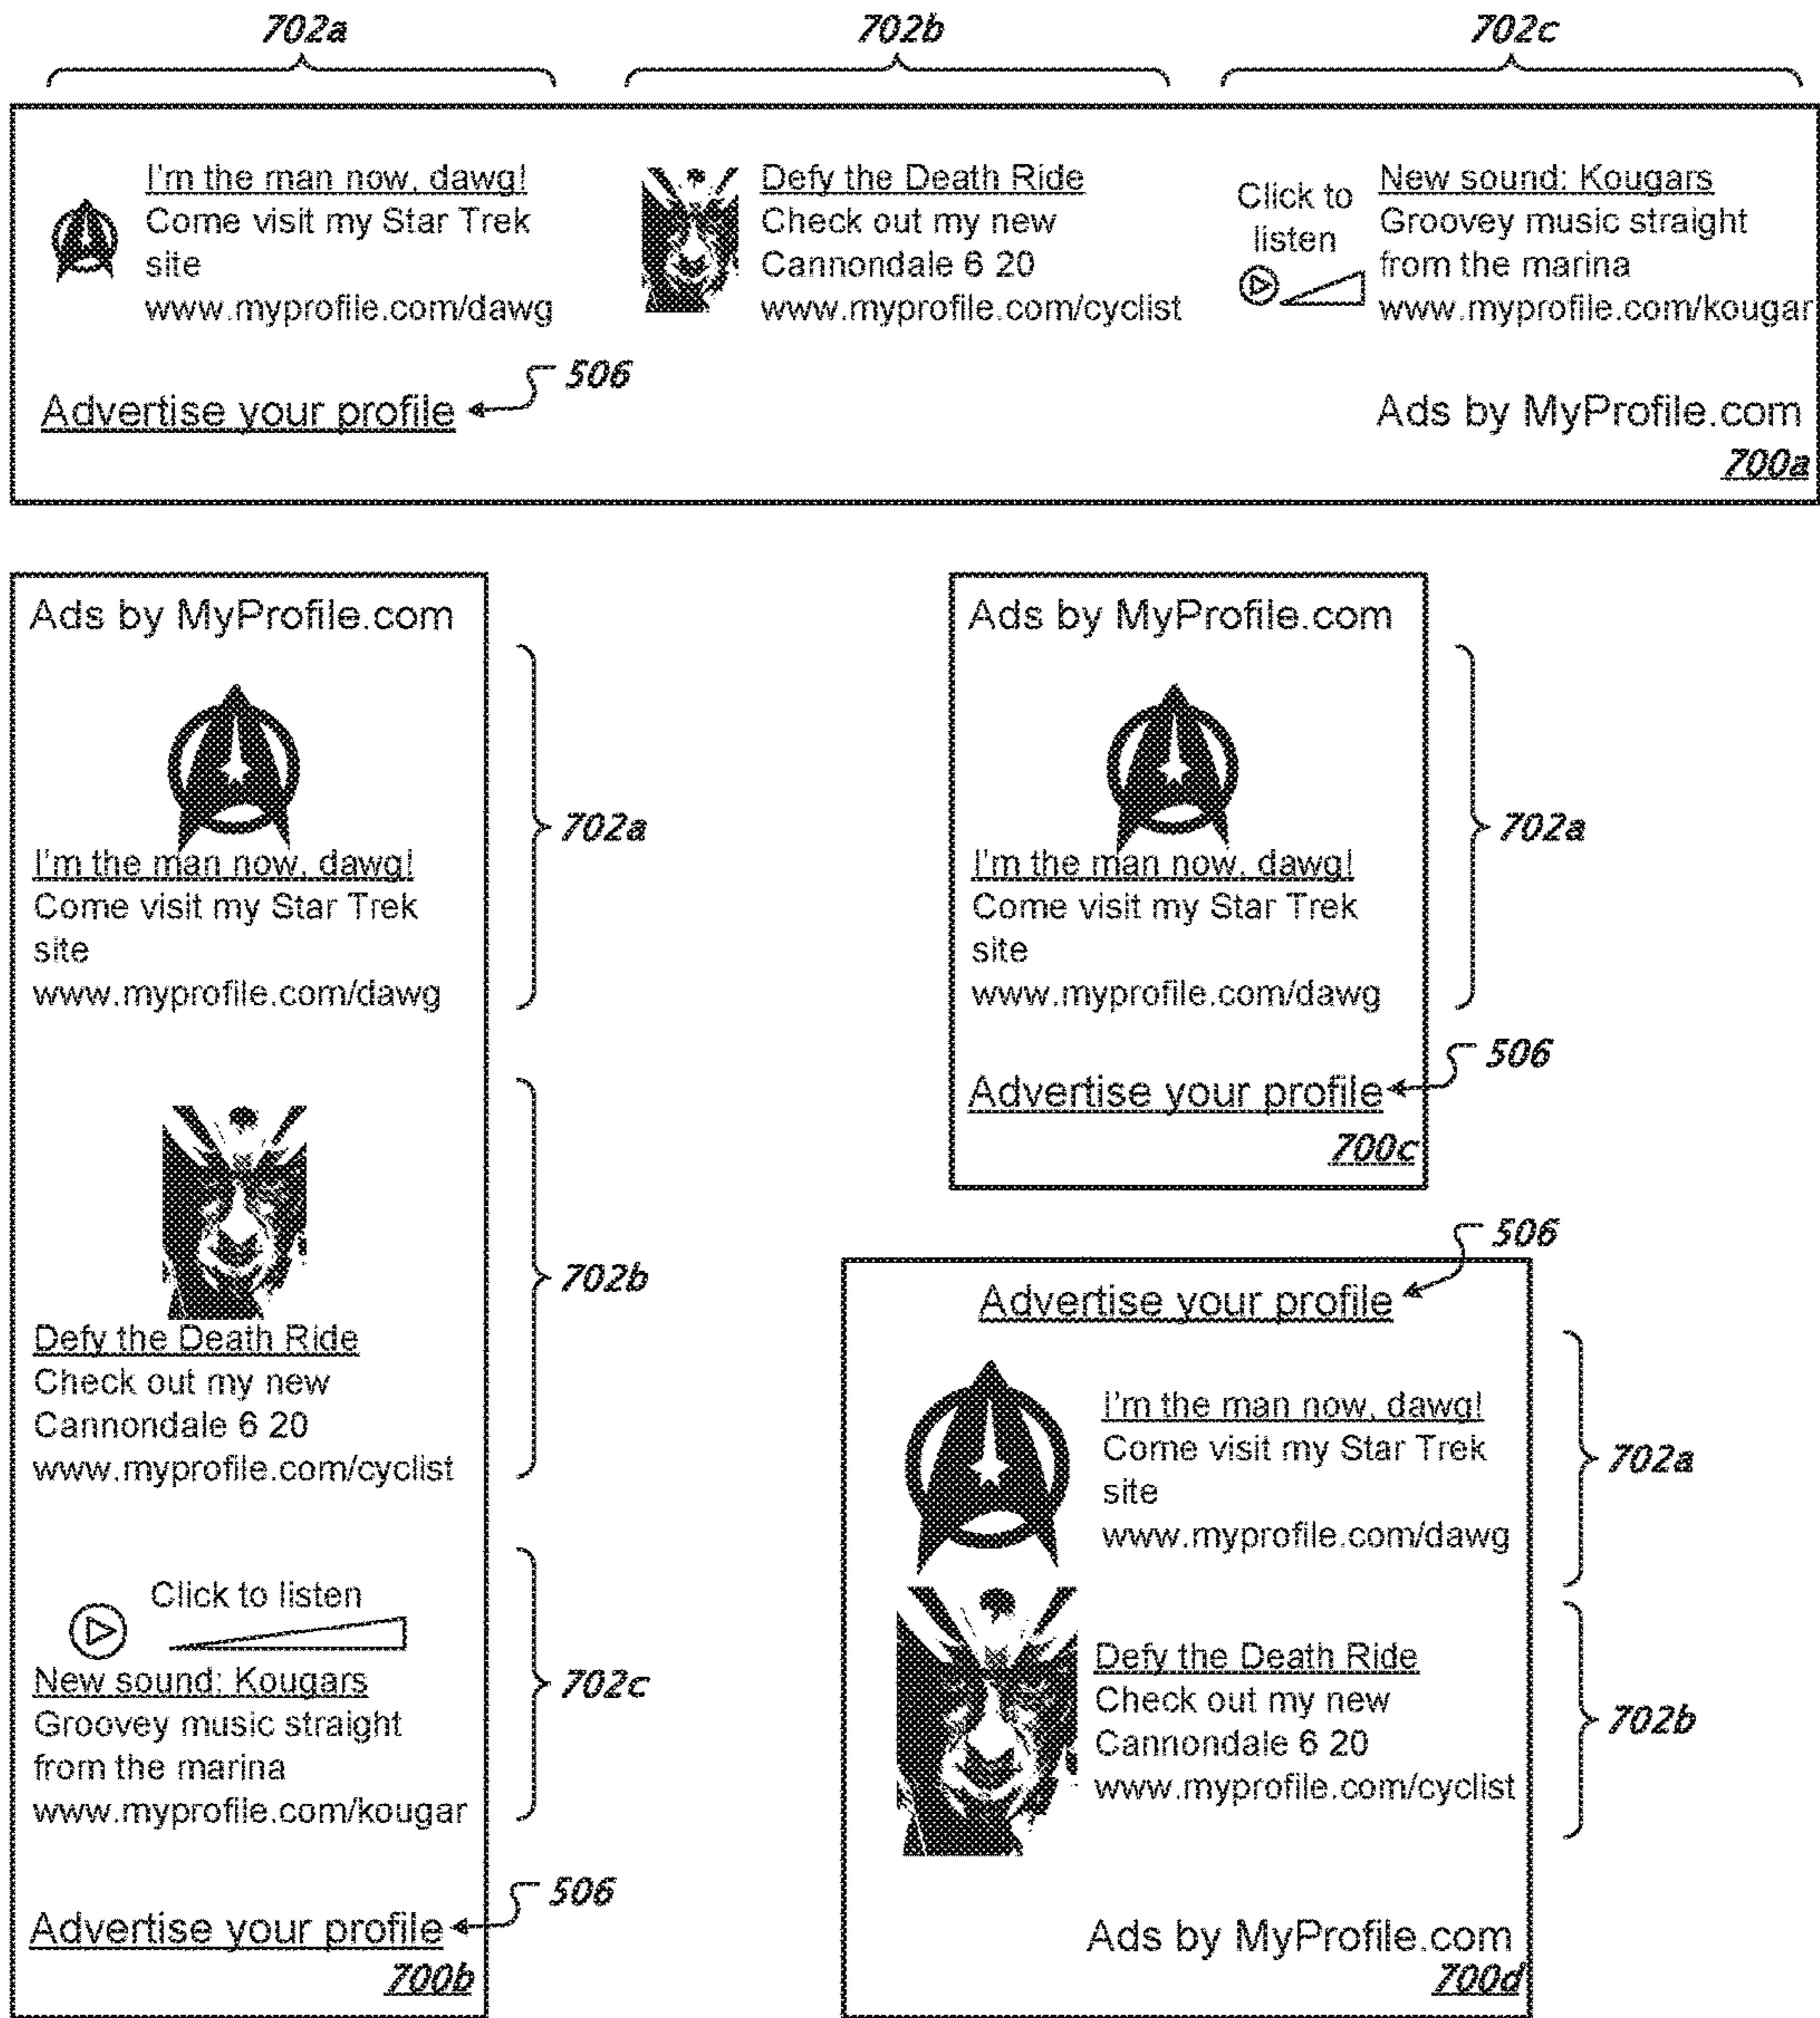 702a
702b
702c
I'm the man now, dawg!
Come visit my Star Trek
site
www.myprofile.com/dawg
Defy the Death Ride
Check out my new
Cannondale 6 20
www.myprofile.com/cyclist
Click to
listen
New sound: Kougars
Groovey music straight
from the marina
www.myprofile.com/kougar
506
Advertise your profile
Ads by MyProfile.com
700a
Ads by MyProfile.com
702a
I'm the man now, dawg!
Come visit my Star Trek
site
www.myprofile.com/dawg
702b
Defy the Death Ride
Check out my new
Cannondale 6 20
www.myprofile.com/cyclist
Click to listen
702c
New sound: Kougars
Groovey music straight
from the marina
www.myprofile.com/kougar
506
Advertise your profile
700b
Ads by MyProfile.com
702a
I'm the man now, dawg!
Come visit my Star Trek
site
www.myprofile.com/dawg
506
Advertise your profile
700c
506
Advertise your profile
I'm the man now, dawg!
Come visit my Star Trek
site
www.myprofile.com/dawg
702a
Defy the Death Ride
Check out my new
Cannondale 6 20
www.myprofile.com/cyclist
702b
Ads by MyProfile.com
700d